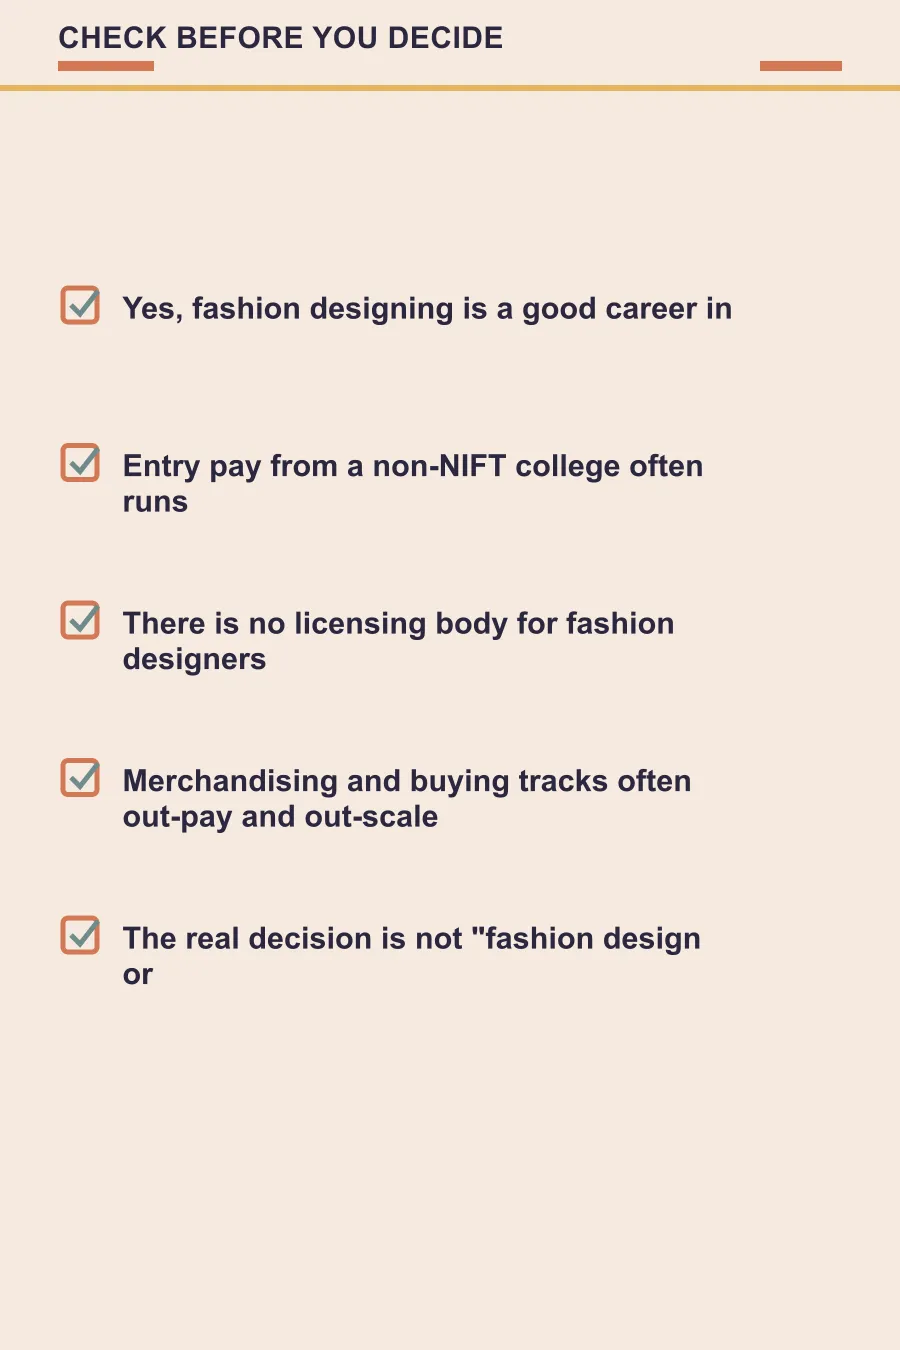 CHECK BEFORE YOU DECIDE
Yes, fashion designing is a good career in
Entry pay from a non-NIFT college often
runs
There is no licensing body for fashion
designers
Merchandising and buying tracks often
out-pay and out-scale
The real decision is not "fashion design
or